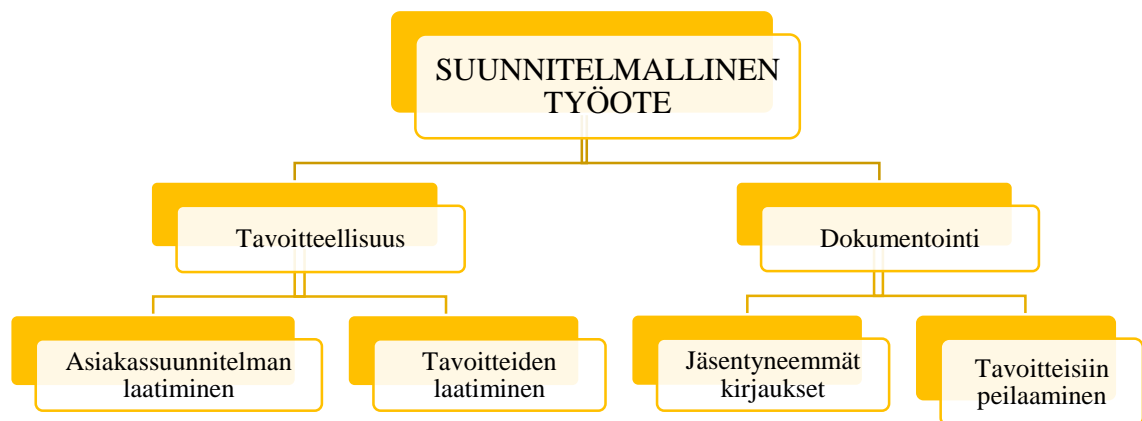 SUUNNITELMALLINEN
TYÖOTE
Tavoitteellisuus
Dokumentointi
Asiakassuunnitelman
laatiminen
Tavoitteiden
laatiminen
Jäsentyneemmät
kirjaukset
Tavoitteisiin
peilaaminen